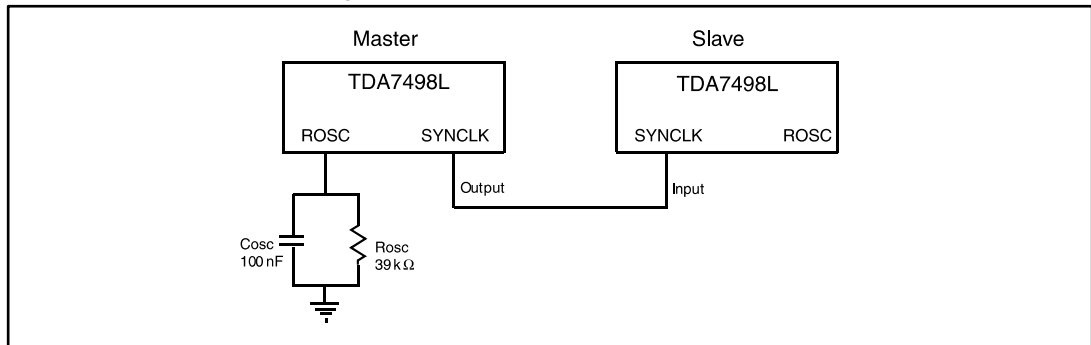 Master
Slave
TDA7498L
TDA7498L
ROSC
SYNCLK
SYNCLK
ROSC
Output
Input
Cosc
100 nF
Rosc
39 kΩ